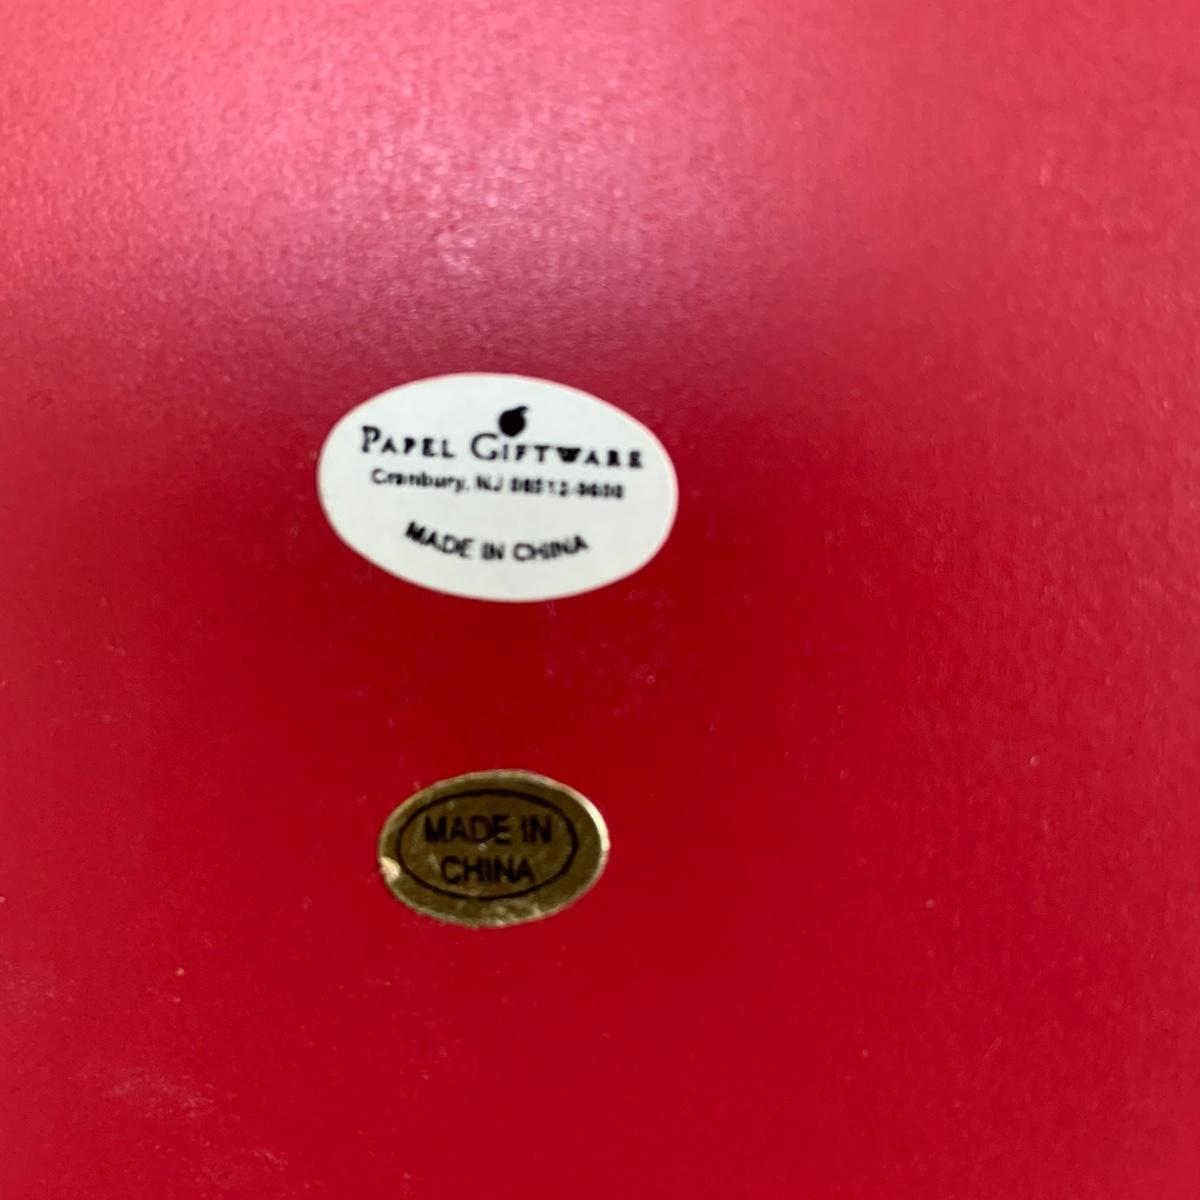 PAPEL GIFTWARE
Cranbury, NJ
MADE IN CHINA
MADE IN
CHINA